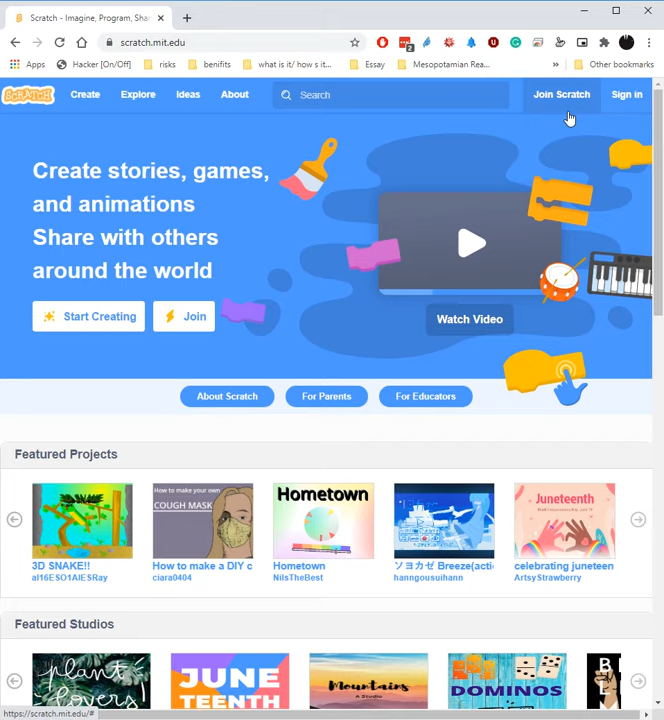 Scratch - Imagine, Program, Shar
scratch.mit.edu
2
Apps
Hacker [On/Off]
risks
benifits
what is it/ how s it...
Essay
Mesopotamian Rea...
»
Other bookmarks
SCRATCH
Create
Explore
Ideas
About
Search
Join Scratch
Sign in
Create stories, games,
and animations
Share with others
around the world
Start Creating
Join
Watch Video
About Scratch
For Parents
For Educators
Featured Projects
How to make your own
COUGH MASK
Hometown
Juneteenth
3D SNAKE!!
al16ESO1AIESRay
How to make a DIY c
ciara0404
Hometown
NilsTheBest
ソヨカゼ Breeze(acti
hanngousuihann
celebrating juneteen
ArtsyStrawberry
Featured Studios
plant
lovers!
JUNE
TEENTH
Mountains
A Studio
DOMINOS
B
L
https://scratch.mit.edu/#